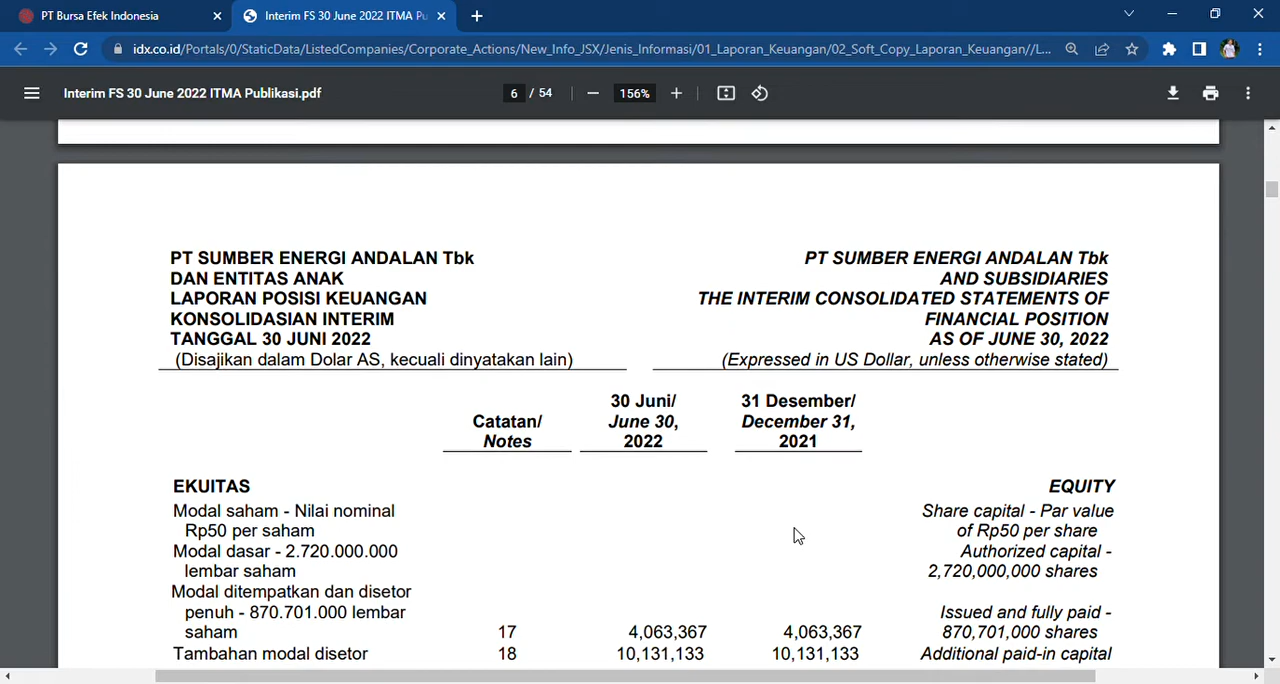 PT Bursa Efek Indonesia
Interim FS 30 June 2022 ITMA Pu
idx.co.id/Portals/0/StaticData/ListedCompanies/Corporate_Actions/New_Info_JSX/Jenis_Informasi/01_Laporan_Keuangan/02_Soft_Copy_Laporan_Keuangan//L...
Interim FS 30 June 2022 ITMA Publikasi.pdf
6 / 54
156%
PT SUMBER ENERGI ANDALAN Tbk
DAN ENTITAS ANAK
LAPORAN POSISI KEUANGAN
KONSOLIDASIAN INTERIM
TANGGAL 30 JUNI 2022
(Disajikan dalam Dolar AS, kecuali dinyatakan lain)
PT SUMBER ENERGI ANDALAN Tbk
AND SUBSIDIARIES
THE INTERIM CONSOLIDATED STATEMENTS OF
FINANCIAL POSITION
AS OF JUNE 30, 2022
(Expressed in US Dollar, unless otherwise stated)
Catatan/
Notes
30 Juni/
June 30,
2022
31 Desember/
December 31,
2021
EKUITAS EQUITY
Modal saham - Nilai nominal Share capital - Par value
Rp50 per saham of Rp50 per share
Modal dasar - 2.720.000.000 Authorized capital -
lembar saham 2,720,000,000 shares
Modal ditempatkan dan disetor
penuh - 870.701.000 lembar Issued and fully paid -
saham 17 4,063,367 4,063,367 870,701,000 shares
Tambahan modal disetor 18 10,131,133 10,131,133 Additional paid-in capital